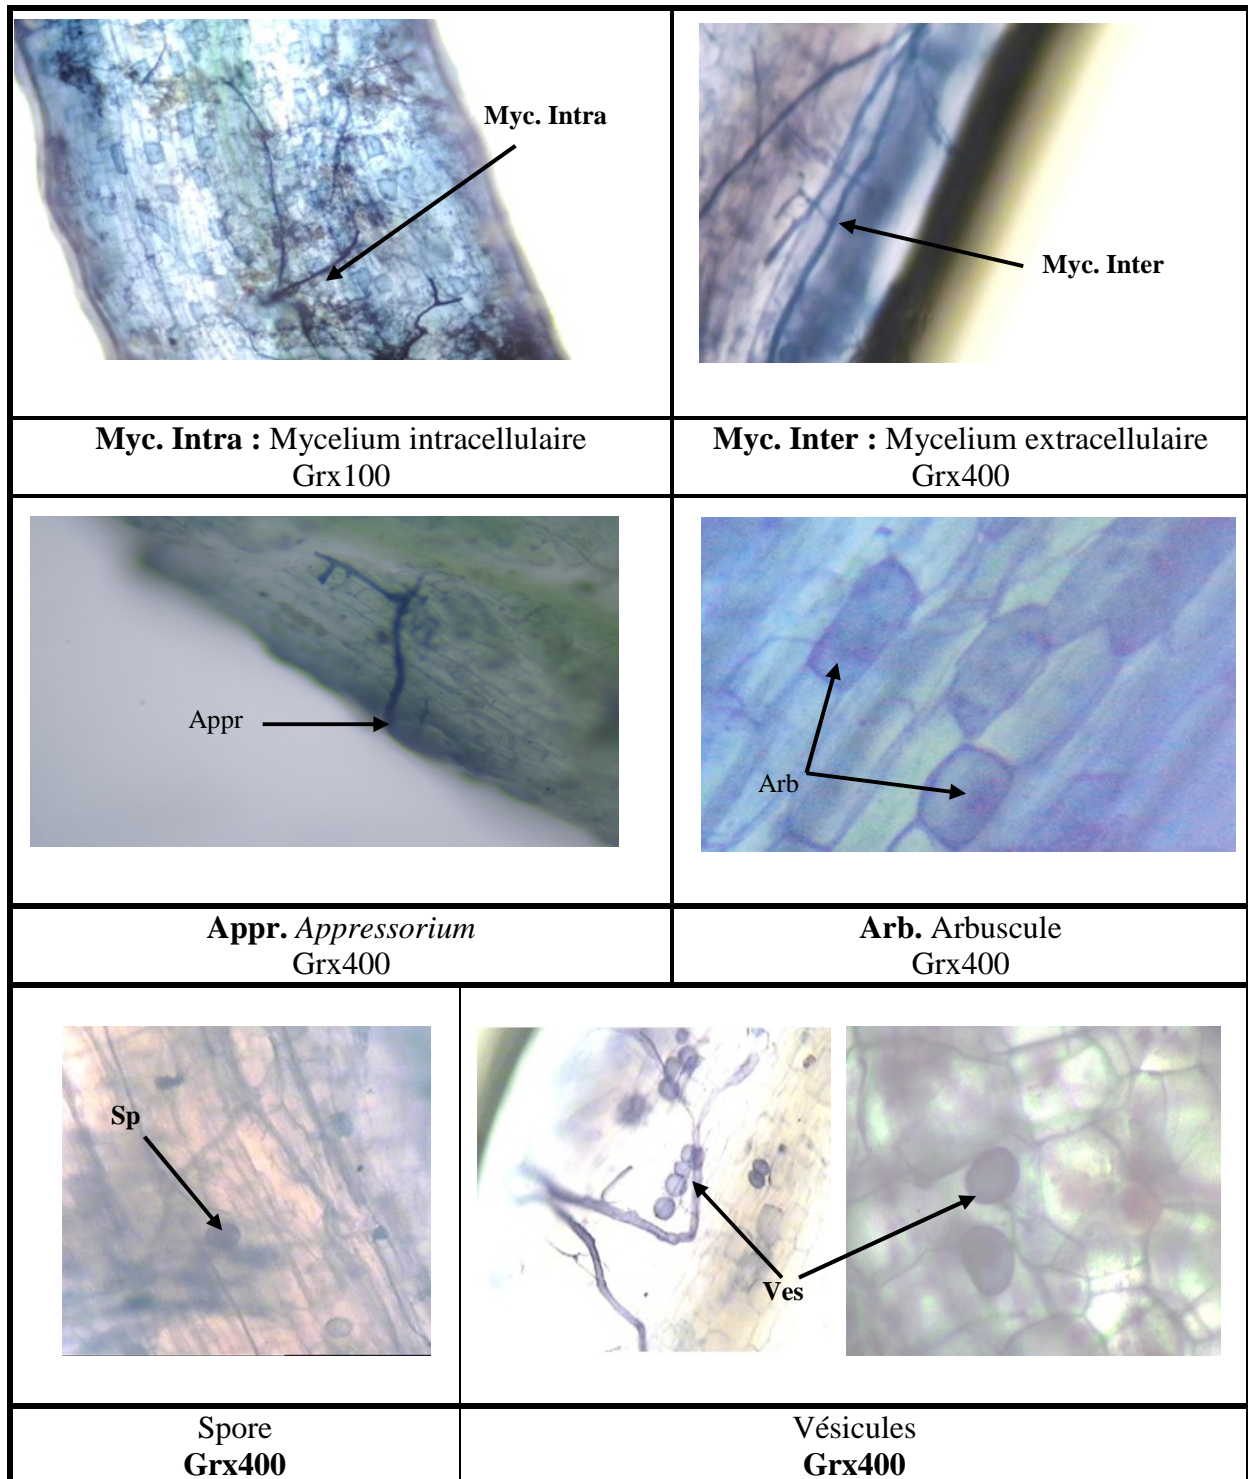 Myc. Intra
Myc. Inter
Myc. Intra : Mycelium intracellulaire
Grx100
Myc. Inter : Mycelium extracellulaire
Grx400
Appr
Arb
Appr. Appressorium
Grx400
Arb. Arbuscule
Grx400
Sp
Ves
Spore
Grx400
Vésicules
Grx400